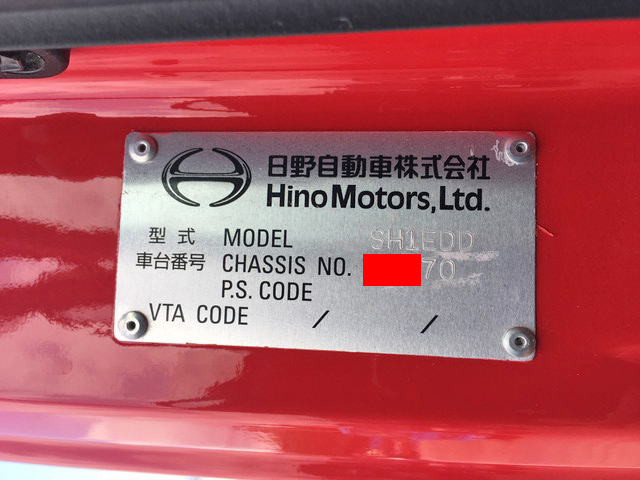 日野自動車株式会社
Hino Motors, Ltd.
型式 MODEL SH1EDD
車台番号 CHASSIS NO. 70
P.S. CODE
VTA CODE / /